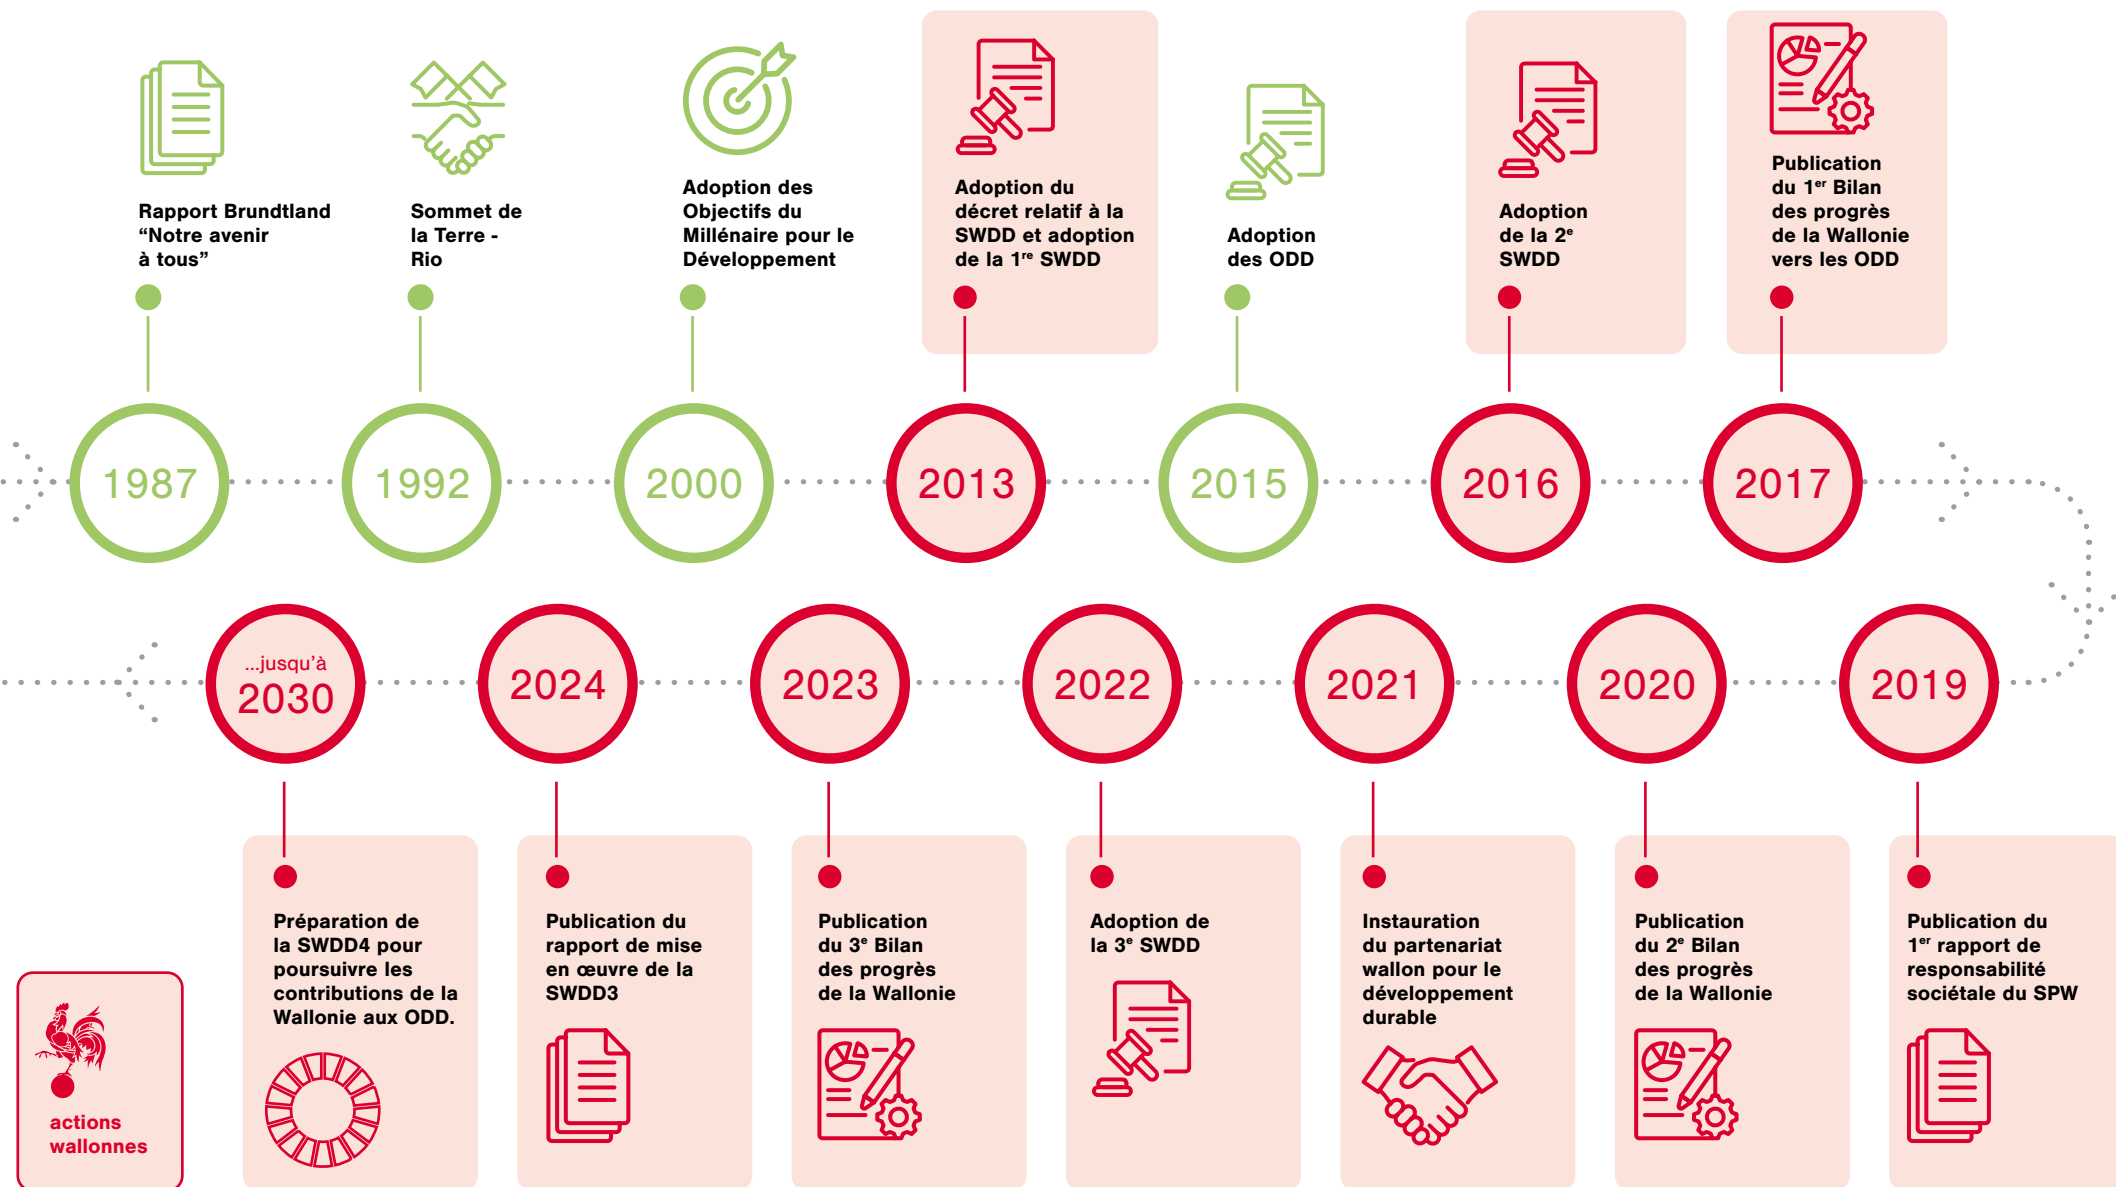 Rapport Brundtland
“Notre avenir
à tous”
1987
Sommet de
la Terre -
Rio
1992
Adoption des
Objectifs du
Millénaire pour le
Développement
2000
Adoption du
décret relatif à la
SWDD et adoption
de la 1re SWDD
2013
Adoption
des ODD
2015
Adoption
de la 2e
SWDD
2016
Publication
du 1er Bilan
des progrès
de la Wallonie
vers les ODD
2017
2019
Publication du
1er rapport de
responsabilité
sociétale du SPW
2020
Publication
du 2e Bilan
des progrès
de la Wallonie
2021
Instauration
du partenariat
wallon pour le
développement
durable
2022
Adoption de
la 3e SWDD
2023
Publication
du 3e Bilan
des progrès
de la Wallonie
2024
Publication du
rapport de mise
en œuvre de la
SWDD3
...jusqu’à
2030
Préparation de
la SWDD4 pour
poursuivre les
contributions de la
Wallonie aux ODD.
actions
wallonnes